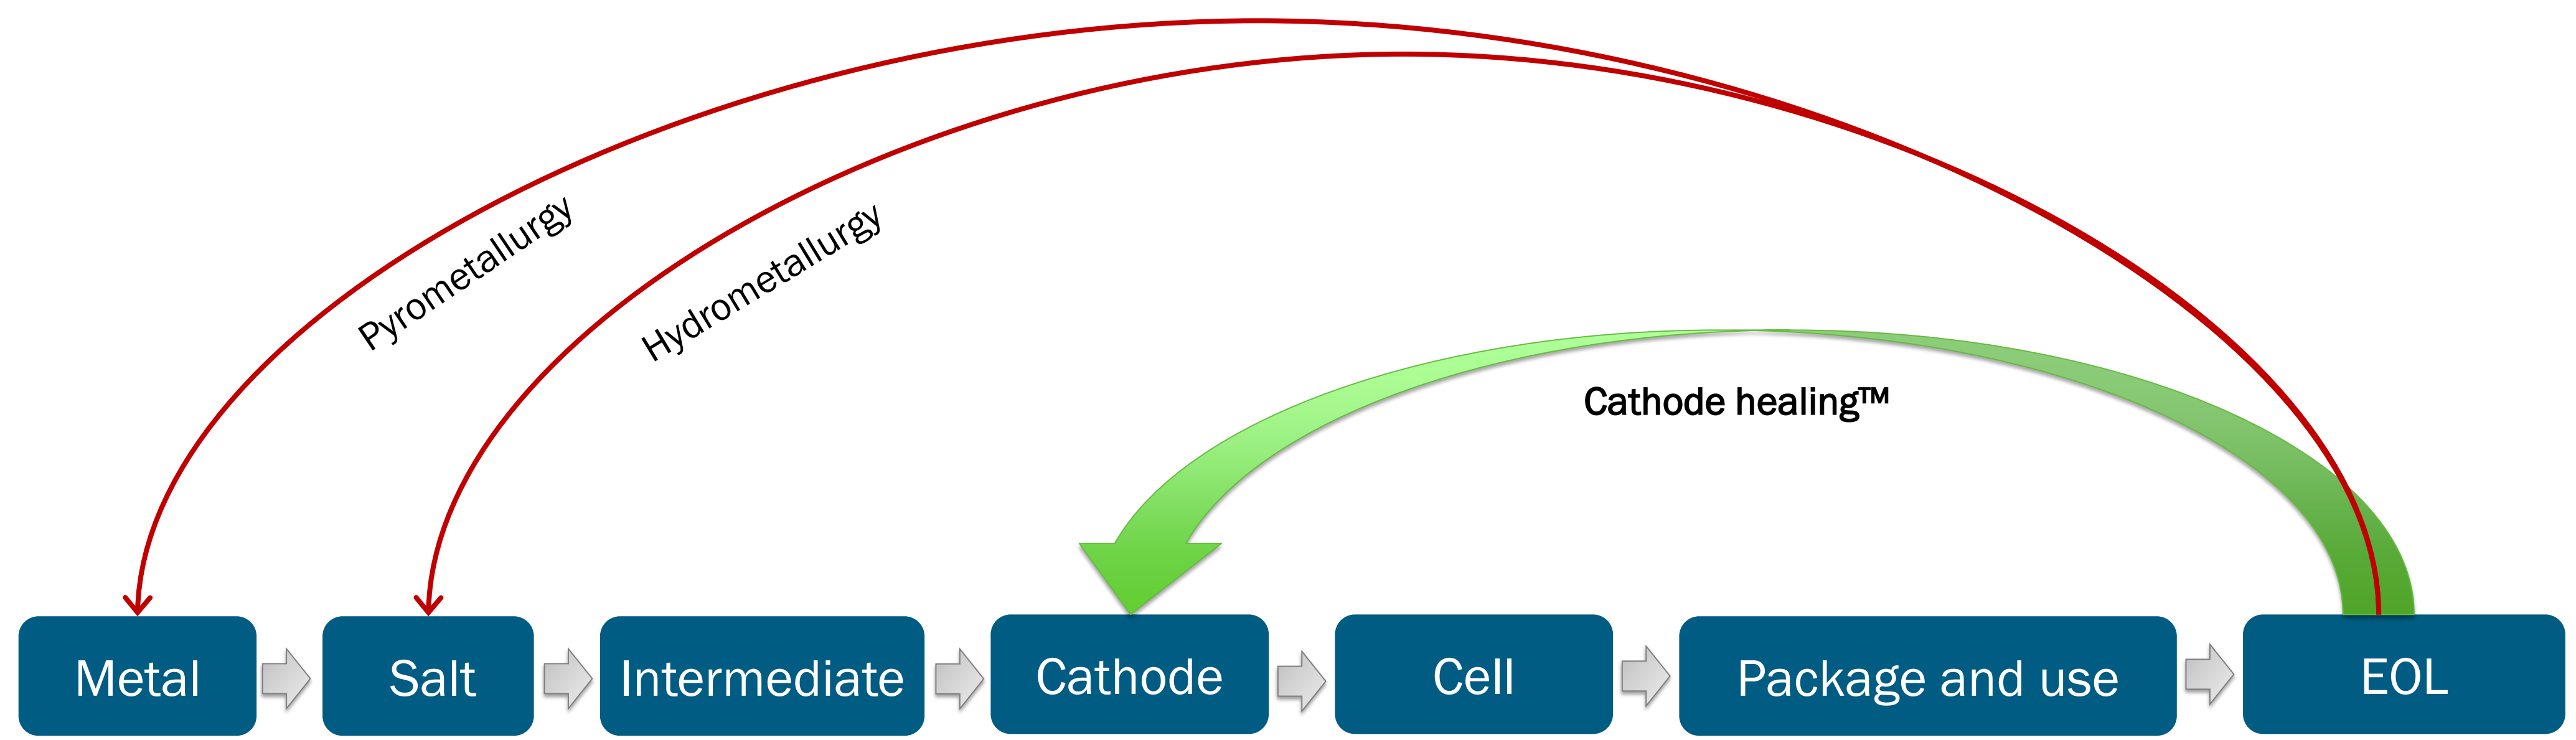 Pyrometallurgy
Hydrometallurgy
Cathode healing™
Metal
Salt
Intermediate
Cathode
Cell
Package and use
EOL